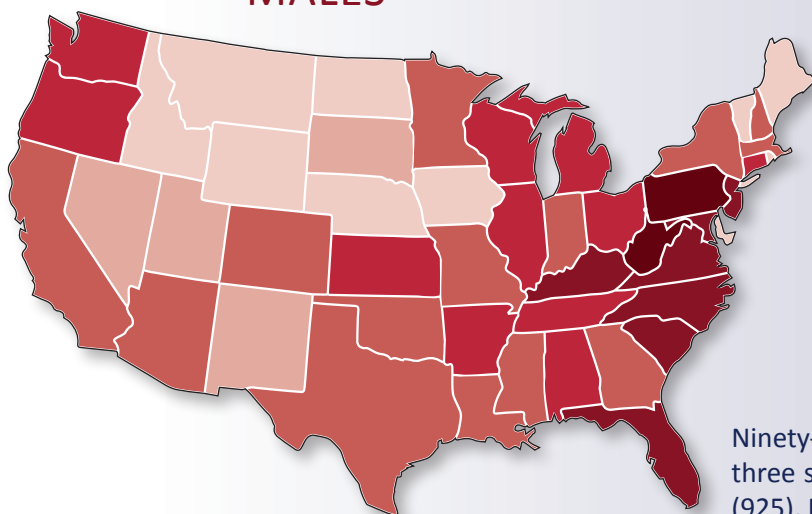 MALES
Ninety-
three s
(925). I